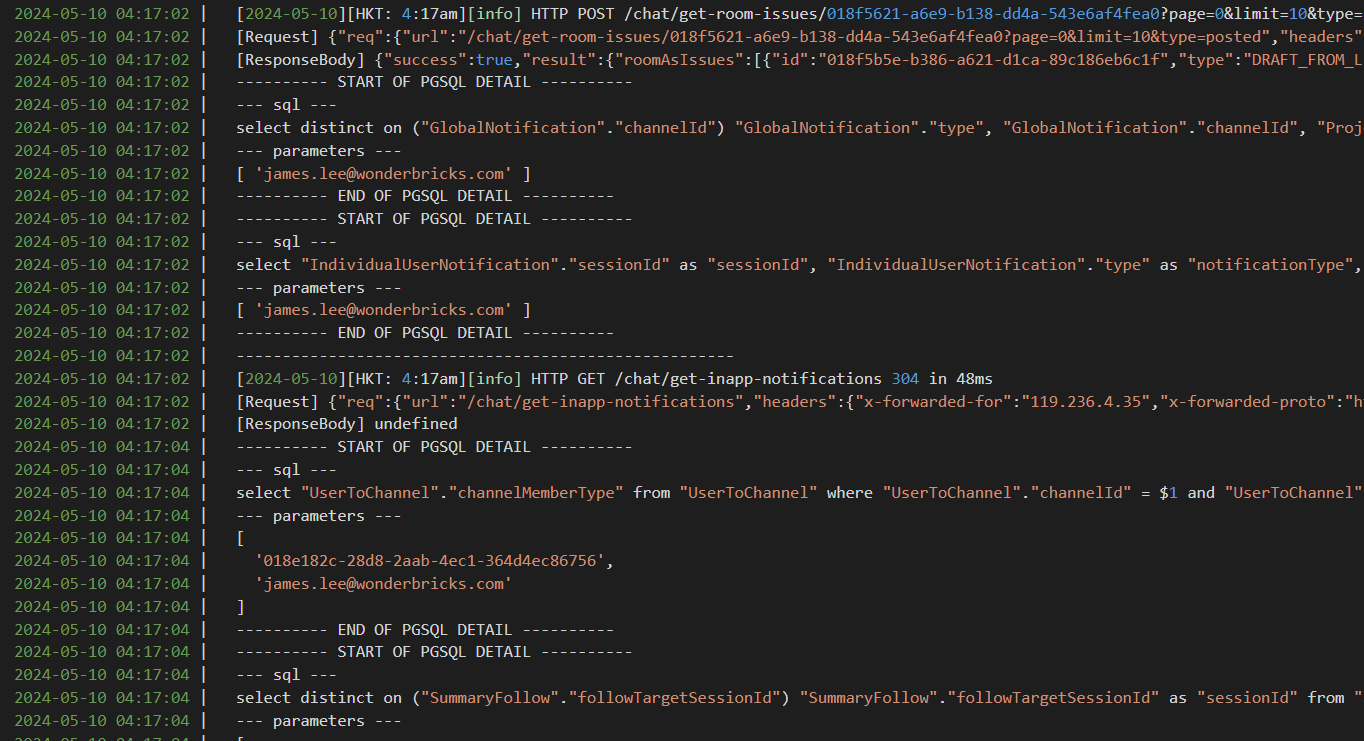 2024-05-10 04:17:02 | [2024-05-10][HKT: 4:17am][info] HTTP POST /chat/get-room-issues/018f5621-a6e9-b138-dd4a-543e6af4fea0?page=0&limit=10&type=
2024-05-10 04:17:02 | [Request] {"req":{"url":"/chat/get-room-issues/018f5621-a6e9-b138-dd4a-543e6af4fea0?page=0&limit=10&type=posted","headers"
2024-05-10 04:17:02 | [ResponseBody] {"success":true,"result":{"roomAsIssues":[{"id":"018f5b5e-b386-a621-d1ca-89c186eb6c1f","type":"DRAFT_FROM_L
2024-05-10 04:17:02 | ---------- START OF PGSQL DETAIL ----------
2024-05-10 04:17:02 | --- sql ---
2024-05-10 04:17:02 | select distinct on ("GlobalNotification"."channelId") "GlobalNotification"."type", "GlobalNotification"."channelId", "Proj
2024-05-10 04:17:02 | --- parameters ---
2024-05-10 04:17:02 | [ 'james.lee@wonderbricks.com' ]
2024-05-10 04:17:02 | ---------- END OF PGSQL DETAIL ----------
2024-05-10 04:17:02 | ---------- START OF PGSQL DETAIL ----------
2024-05-10 04:17:02 | --- sql ---
2024-05-10 04:17:02 | select "IndividualUserNotification"."sessionId" as "sessionId", "IndividualUserNotification"."type" as "notificationType",
2024-05-10 04:17:02 | --- parameters ---
2024-05-10 04:17:02 | [ 'james.lee@wonderbricks.com' ]
2024-05-10 04:17:02 | ---------- END OF PGSQL DETAIL ----------
2024-05-10 04:17:02 | ------------------------------------------------------
2024-05-10 04:17:02 | [2024-05-10][HKT: 4:17am][info] HTTP GET /chat/get-inapp-notifications 304 in 48ms
2024-05-10 04:17:02 | [Request] {"req":{"url":"/chat/get-inapp-notifications","headers":{"x-forwarded-for":"119.236.4.35","x-forwarded-proto":"h
2024-05-10 04:17:02 | [ResponseBody] undefined
2024-05-10 04:17:04 | ---------- START OF PGSQL DETAIL ----------
2024-05-10 04:17:04 | --- sql ---
2024-05-10 04:17:04 | select "UserToChannel"."channelMemberType" from "UserToChannel" where "UserToChannel"."channelId" = $1 and "UserToChannel"
2024-05-10 04:17:04 | --- parameters ---
2024-05-10 04:17:04 | [
2024-05-10 04:17:04 | '018e182c-28d8-2aab-4ec1-364d4ec86756',
2024-05-10 04:17:04 | 'james.lee@wonderbricks.com'
2024-05-10 04:17:04 | ]
2024-05-10 04:17:04 | ---------- END OF PGSQL DETAIL ----------
2024-05-10 04:17:04 | ---------- START OF PGSQL DETAIL ----------
2024-05-10 04:17:04 | --- sql ---
2024-05-10 04:17:04 | select distinct on ("SummaryFollow"."followTargetSessionId") "SummaryFollow"."followTargetSessionId" as "sessionId" from "
2024-05-10 04:17:04 | --- parameters ---